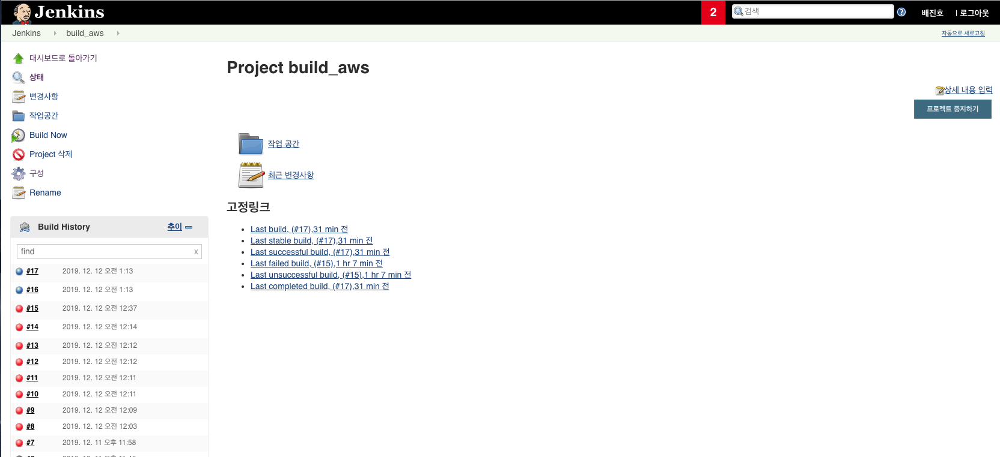 Jenkins
2
검색
배진호
| 로그아웃
Jenkins
build_aws
자동으로 새로고침
대시보드로 돌아가기
상태
변경사항
작업공간
Build Now
Project 삭제
구성
Rename
Project build_aws
상세 내용 입력
프로젝트 중지하기
작업 공간
최근 변경사항
고정링크
Last build, (#17),31 min 전
Last stable build, (#17),31 min 전
Last successful build, (#17),31 min 전
Last failed build, (#15),1 hr 7 min 전
Last unsuccessful build, (#15),1 hr 7 min 전
Last completed build, (#17),31 min 전
Build History
추이
find
x
#17 2019. 12. 12 오전 1:13
#16 2019. 12. 12 오전 1:13
#15 2019. 12. 12 오전 12:37
#14 2019. 12. 12 오전 12:14
#13 2019. 12. 12 오전 12:12
#12 2019. 12. 12 오전 12:12
#11 2019. 12. 12 오전 12:11
#10 2019. 12. 12 오전 12:11
#9 2019. 12. 12 오전 12:09
#8 2019. 12. 12 오전 12:03
#7 2019. 12. 11 오후 11:58